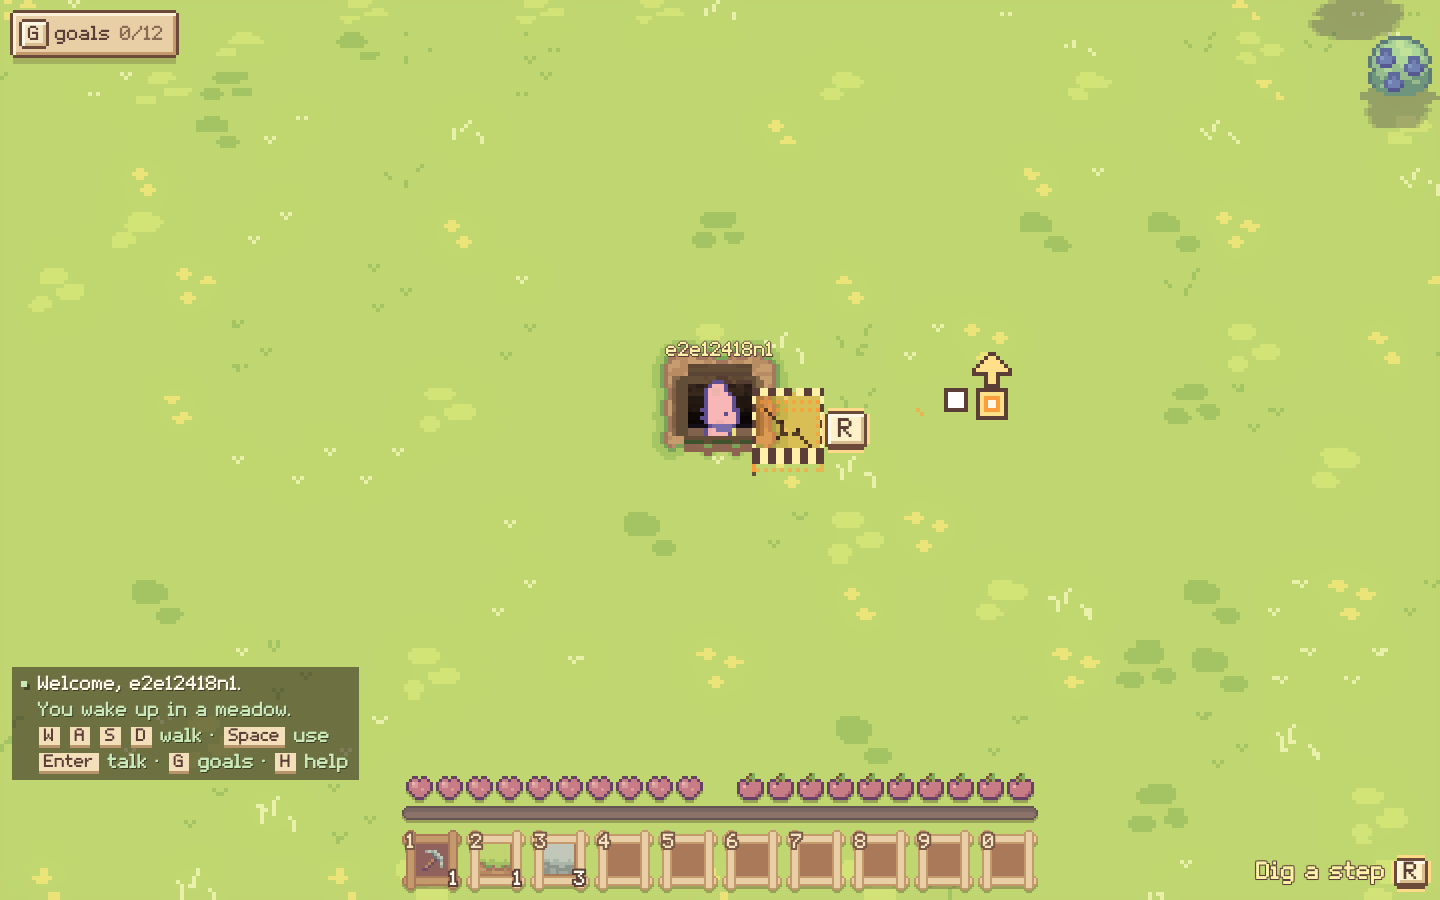 G goals 0/12
e2e12418n1
R
Welcome, e2e12418n1.
You wake up in a meadow.
W A S D walk · Space use
Enter talk · G goals · H help
1 2 3 4 5 6 7 8 9 0
1 1 3
Dig a step R